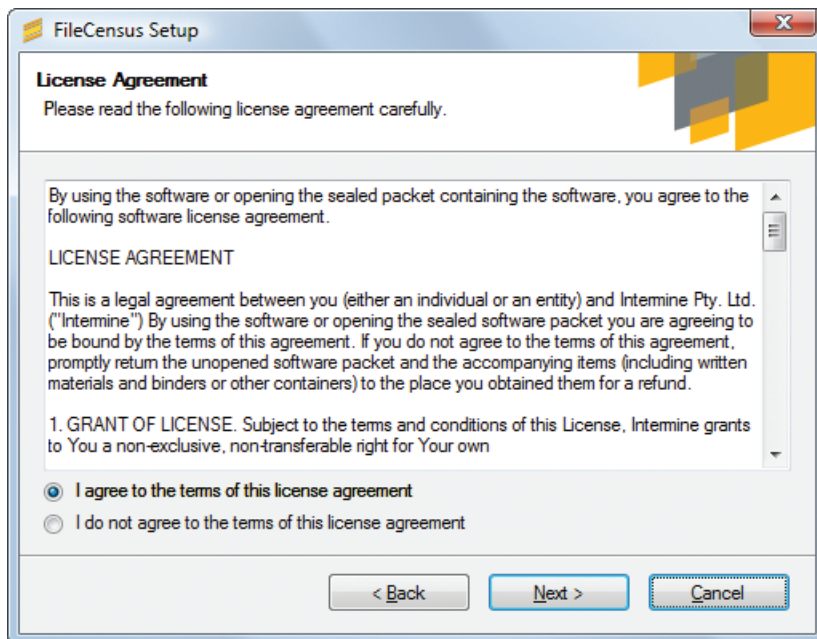 FileCensus Setup
License Agreement
Please read the following license agreement carefully.
By using the software or opening the sealed packet containing the software, you agree to the
following software license agreement.
LICENSE AGREEMENT
This is a legal agreement between you (either an individual or an entity) and Intermine Pty. Ltd.
("Intermine") By using the software or opening the sealed software packet you are agreeing to
be bound by the terms of this agreement. If you do not agree to the terms of this agreement,
promptly return the unopened software packet and the accompanying items (including written
materials and binders or other containers) to the place you obtained them for a refund.
1. GRANT OF LICENSE. Subject to the terms and conditions of this License, Intermine grants
to You a non-exclusive, non-transferable right for Your own
I agree to the terms of this license agreement
I do not agree to the terms of this license agreement
< Back Next > Cancel